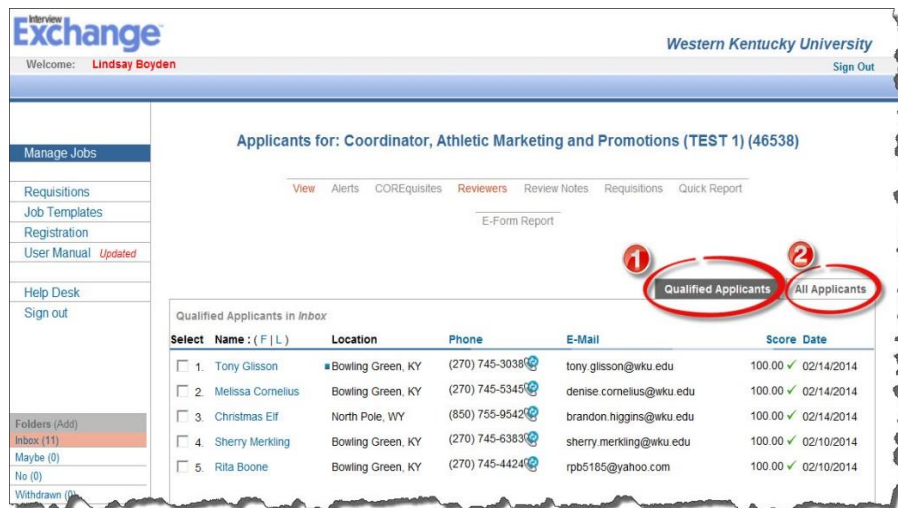 Interview
Exchange
Western Kentucky University
Welcome: Lindsay Boyden
Sign Out
Manage Jobs
Requisitions
Job Templates
Registration
User Manual Updated
Help Desk
Sign out
Folders (Add)
Inbox (11)
Maybe (0)
No (0)
Withdrawn (0)
Applicants for: Coordinator, Athletic Marketing and Promotions (TEST 1) (46538)
View Alerts COREquisites Reviewers Review Notes Requisitions Quick Report
E-Form Report
1 2
Qualified Applicants All Applicants
Qualified Applicants in Inbox
Select Name : ( F | L ) Location Phone E-Mail Score Date
1. Tony Glisson Bowling Green, KY (270) 745-3038 tony.glisson@wku.edu 100.00 ✓ 02/14/2014
2. Melissa Cornelius Bowling Green, KY (270) 745-5345 denise.cornelius@wku.edu 100.00 ✓ 02/14/2014
3. Christmas Elf North Pole, WY (850) 755-9542 brandon.higgins@wku.edu 100.00 ✓ 02/14/2014
4. Sherry Merkling Bowling Green, KY (270) 745-6383 sherry.merkling@wku.edu 100.00 ✓ 02/10/2014
5. Rita Boone Bowling Green, KY (270) 745-4424 rpb5185@yahoo.com 100.00 ✓ 02/10/2014